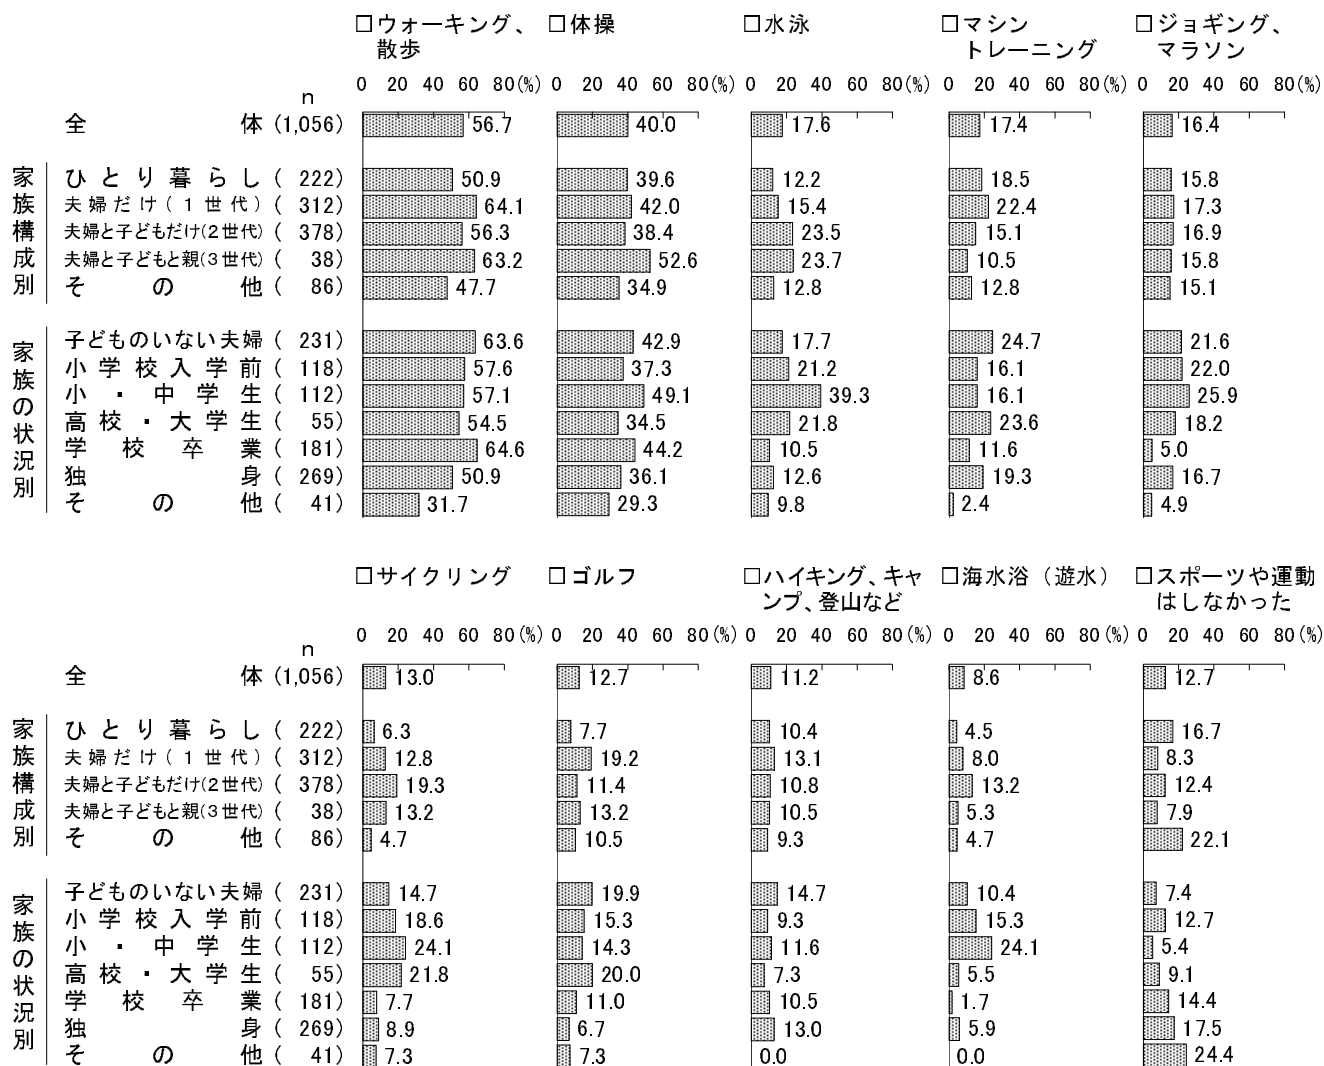 □ウォーキング、 □体操 □水泳 □マシン □ジョギング、
散歩 トレーニング マラソン
0 20 40 60 80(%) 0 20 40 60 80(%) 0 20 40 60 80(%) 0 20 40 60 80(%) 0 20 40 60 80(%)
n
全体 (1,056) 56.7 40.0 17.6 17.4 16.4
家族構成別
ひとり暮らし ( 222) 50.9 39.6 12.2 18.5 15.8
夫婦だけ(1世代) ( 312) 64.1 42.0 15.4 22.4 17.3
夫婦と子どもだけ(2世代) ( 378) 56.3 38.4 23.5 15.1 16.9
夫婦と子どもと親(3世代) ( 38) 63.2 52.6 23.7 10.5 15.8
その他 ( 86) 47.7 34.9 12.8 12.8 15.1
家族の状況別
子どものいない夫婦 ( 231) 63.6 42.9 17.7 24.7 21.6
小学校入学前 ( 118) 57.6 37.3 21.2 16.1 22.0
小・中学生 ( 112) 57.1 49.1 39.3 16.1 25.9
高校・大学生 ( 55) 54.5 34.5 21.8 23.6 18.2
学校卒業 ( 181) 64.6 44.2 10.5 11.6 5.0
独身 ( 269) 50.9 36.1 12.6 19.3 16.7
その他 ( 41) 31.7 29.3 9.8 2.4 4.9
□サイクリング □ゴルフ □ハイキング、キャ □海水浴(遊水) □スポーツや運動
ンプ、登山など はしなかった
0 20 40 60 80(%) 0 20 40 60 80(%) 0 20 40 60 80(%) 0 20 40 60 80(%) 0 20 40 60 80(%)
n
全体 (1,056) 13.0 12.7 11.2 8.6 12.7
家族構成別
ひとり暮らし ( 222) 6.3 7.7 10.4 4.5 16.7
夫婦だけ(1世代) ( 312) 12.8 19.2 13.1 8.0 8.3
夫婦と子どもだけ(2世代) ( 378) 19.3 11.4 10.8 13.2 12.4
夫婦と子どもと親(3世代) ( 38) 13.2 13.2 10.5 5.3 7.9
その他 ( 86) 4.7 10.5 9.3 4.7 22.1
家族の状況別
子どものいない夫婦 ( 231) 14.7 19.9 14.7 10.4 7.4
小学校入学前 ( 118) 18.6 15.3 9.3 15.3 12.7
小・中学生 ( 112) 24.1 14.3 11.6 24.1 5.4
高校・大学生 ( 55) 21.8 20.0 7.3 5.5 9.1
学校卒業 ( 181) 7.7 11.0 10.5 1.7 14.4
独身 ( 269) 8.9 6.7 13.0 5.9 17.5
その他 ( 41) 7.3 7.3 0.0 0.0 24.4